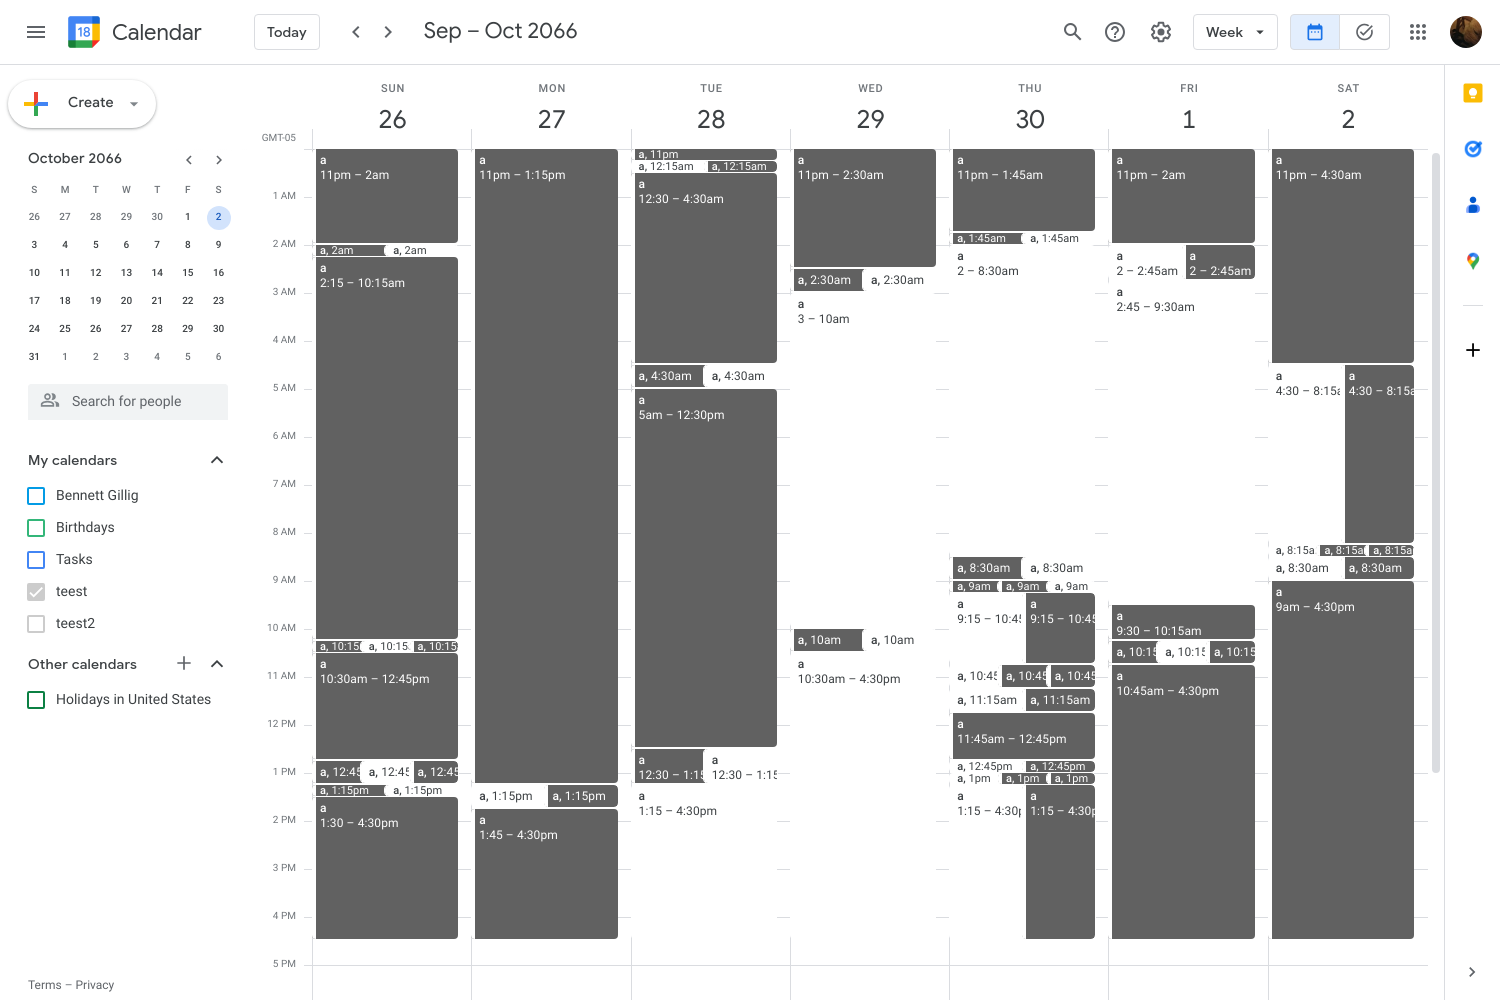 18 Calendar
Today
Sep – Oct 2066
Week
Create
October 2066
S M T W T F S
26 27 28 29 30 1 2
3 4 5 6 7 8 9
10 11 12 13 14 15 16
17 18 19 20 21 22 23
24 25 26 27 28 29 30
31 1 2 3 4 5 6
Search for people
My calendars
Bennett Gillig
Birthdays
Tasks
teest
teest2
Other calendars
Holidays in United States
Terms – Privacy
GMT-05
1 AM
2 AM
3 AM
4 AM
5 AM
6 AM
7 AM
8 AM
9 AM
10 AM
11 AM
12 PM
1 PM
2 PM
3 PM
4 PM
5 PM
SUN
26
a
11pm – 2am
a, 2am
a, 2am
a
2:15 – 10:15am
a, 10:15
a, 10:15
a, 10:15
a
10:30am – 12:45pm
a, 12:45
a, 12:45
a, 12:45
a, 1:15pm
a, 1:15pm
a
1:30 – 4:30pm
MON
27
a
11pm – 1:15pm
a, 1:15pm
a, 1:15pm
a
1:45 – 4:30pm
TUE
28
a, 11pm
a, 12:15am
a, 12:15am
a
12:30 – 4:30am
a, 4:30am
a, 4:30am
a
5am – 12:30pm
a
12:30 – 1:15
a
12:30 – 1:15
a
1:15 – 4:30pm
WED
29
a
11pm – 2:30am
a, 2:30am
a, 2:30am
a
3 – 10am
a, 10am
a, 10am
a
10:30am – 4:30pm
THU
30
a
11pm – 1:45am
a, 1:45am
a, 1:45am
a
2 – 8:30am
a, 8:30am
a, 8:30am
a, 9am
a, 9am
a, 9am
a
9:15 – 10:45
a
9:15 – 10:45
a, 10:45
a, 10:45
a, 10:45
a, 11:15am
a, 11:15am
a
11:45am – 12:45pm
a, 12:45pm
a, 12:45pm
a, 1pm
a, 1pm
a, 1pm
a
1:15 – 4:30p
a
1:15 – 4:30p
FRI
1
a
11pm – 2am
a
2 – 2:45am
a
2 – 2:45am
a
2:45 – 9:30am
a
9:30 – 10:15am
a, 10:15
a, 10:15
a, 10:15
a
10:45am – 4:30pm
SAT
2
a
11pm – 4:30am
a
4:30 – 8:15a
a
4:30 – 8:15a
a, 8:15a
a, 8:15a
a, 8:15a
a, 8:30am
a, 8:30am
a
9am – 4:30pm